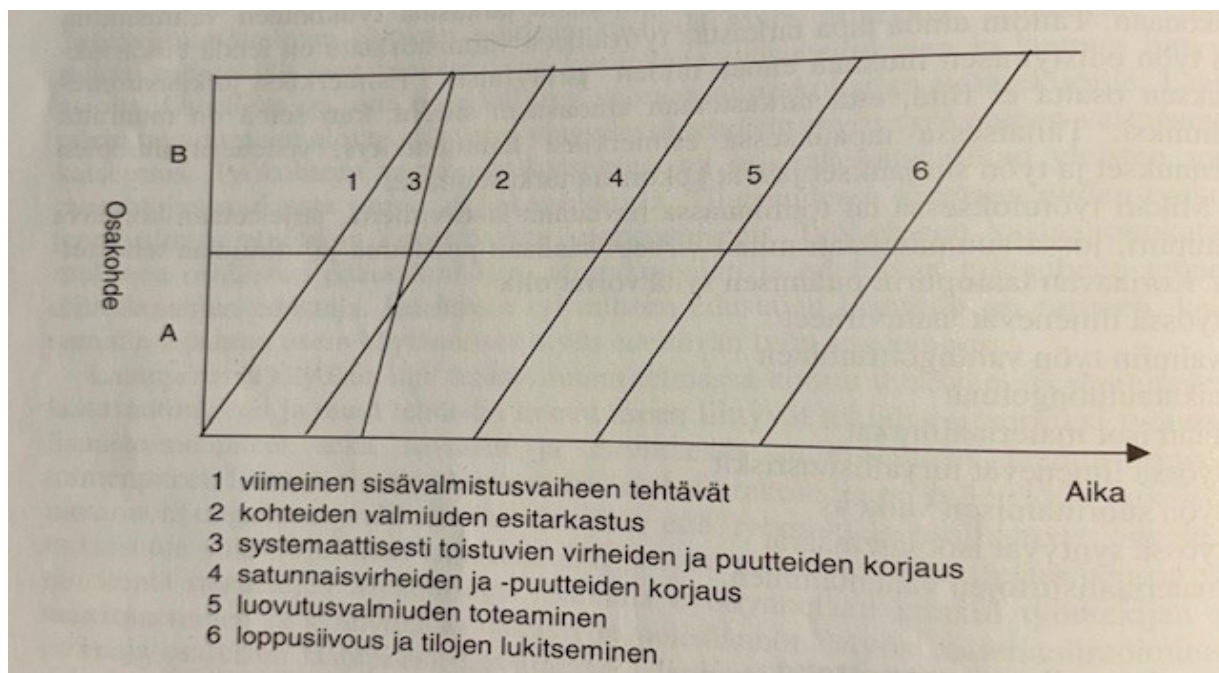 B
1 3 2 4 5 6
Osakohde
A
Aika
1 viimeinen sisävalmistusvaiheen tehtävät
2 kohteiden valmiuden esitarkastus
3 systemaattisesti toistuvien virheiden ja puutteiden korjaus
4 satunnaisvirheiden ja -puutteiden korjaus
5 luovutusvalmiuden toteaminen
6 loppusiivous ja tilojen lukitseminen